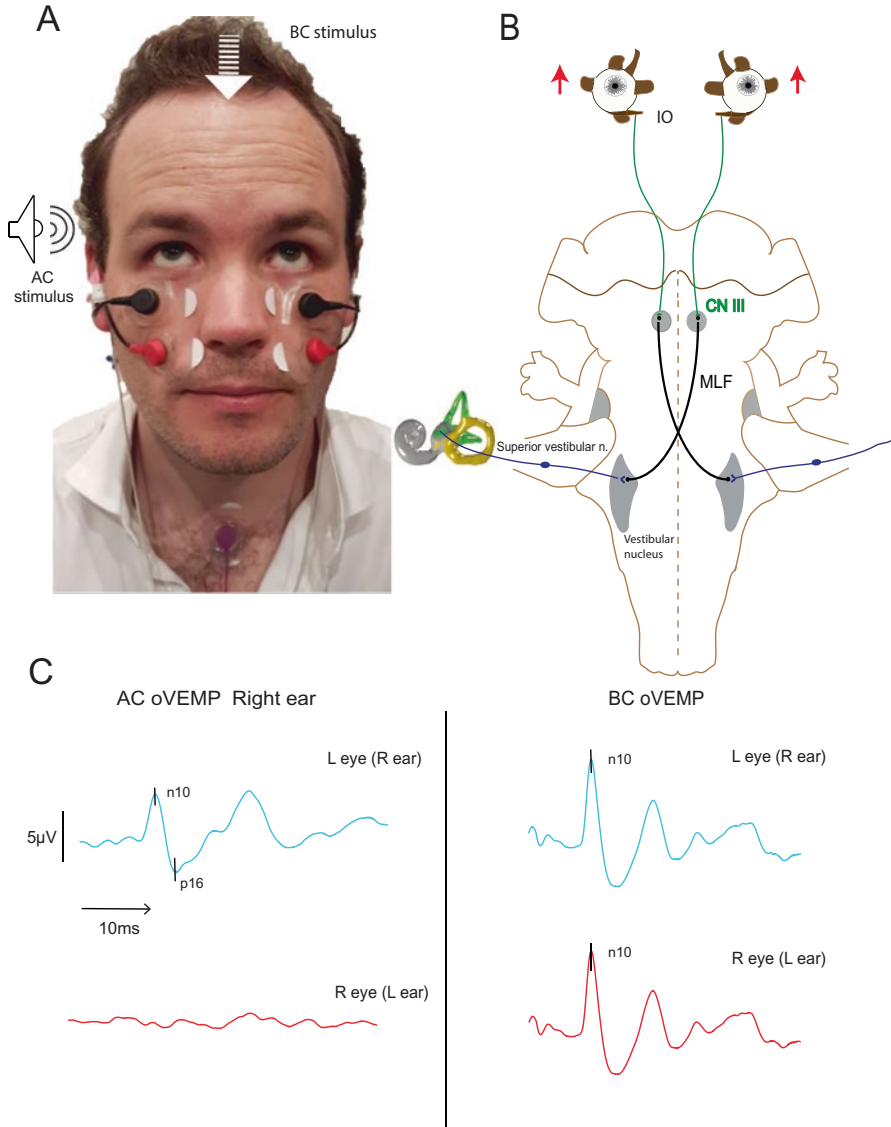 A
BC stimulus
AC
stimulus
B
IO
CN III
MLF
Superior vestibular n.
Vestibular
nucleus
C
AC oVEMP Right ear
L eye (R ear)
n10
5µV
p16
10ms
R eye (L ear)
BC oVEMP
L eye (R ear)
n10
R eye (L ear)
n10